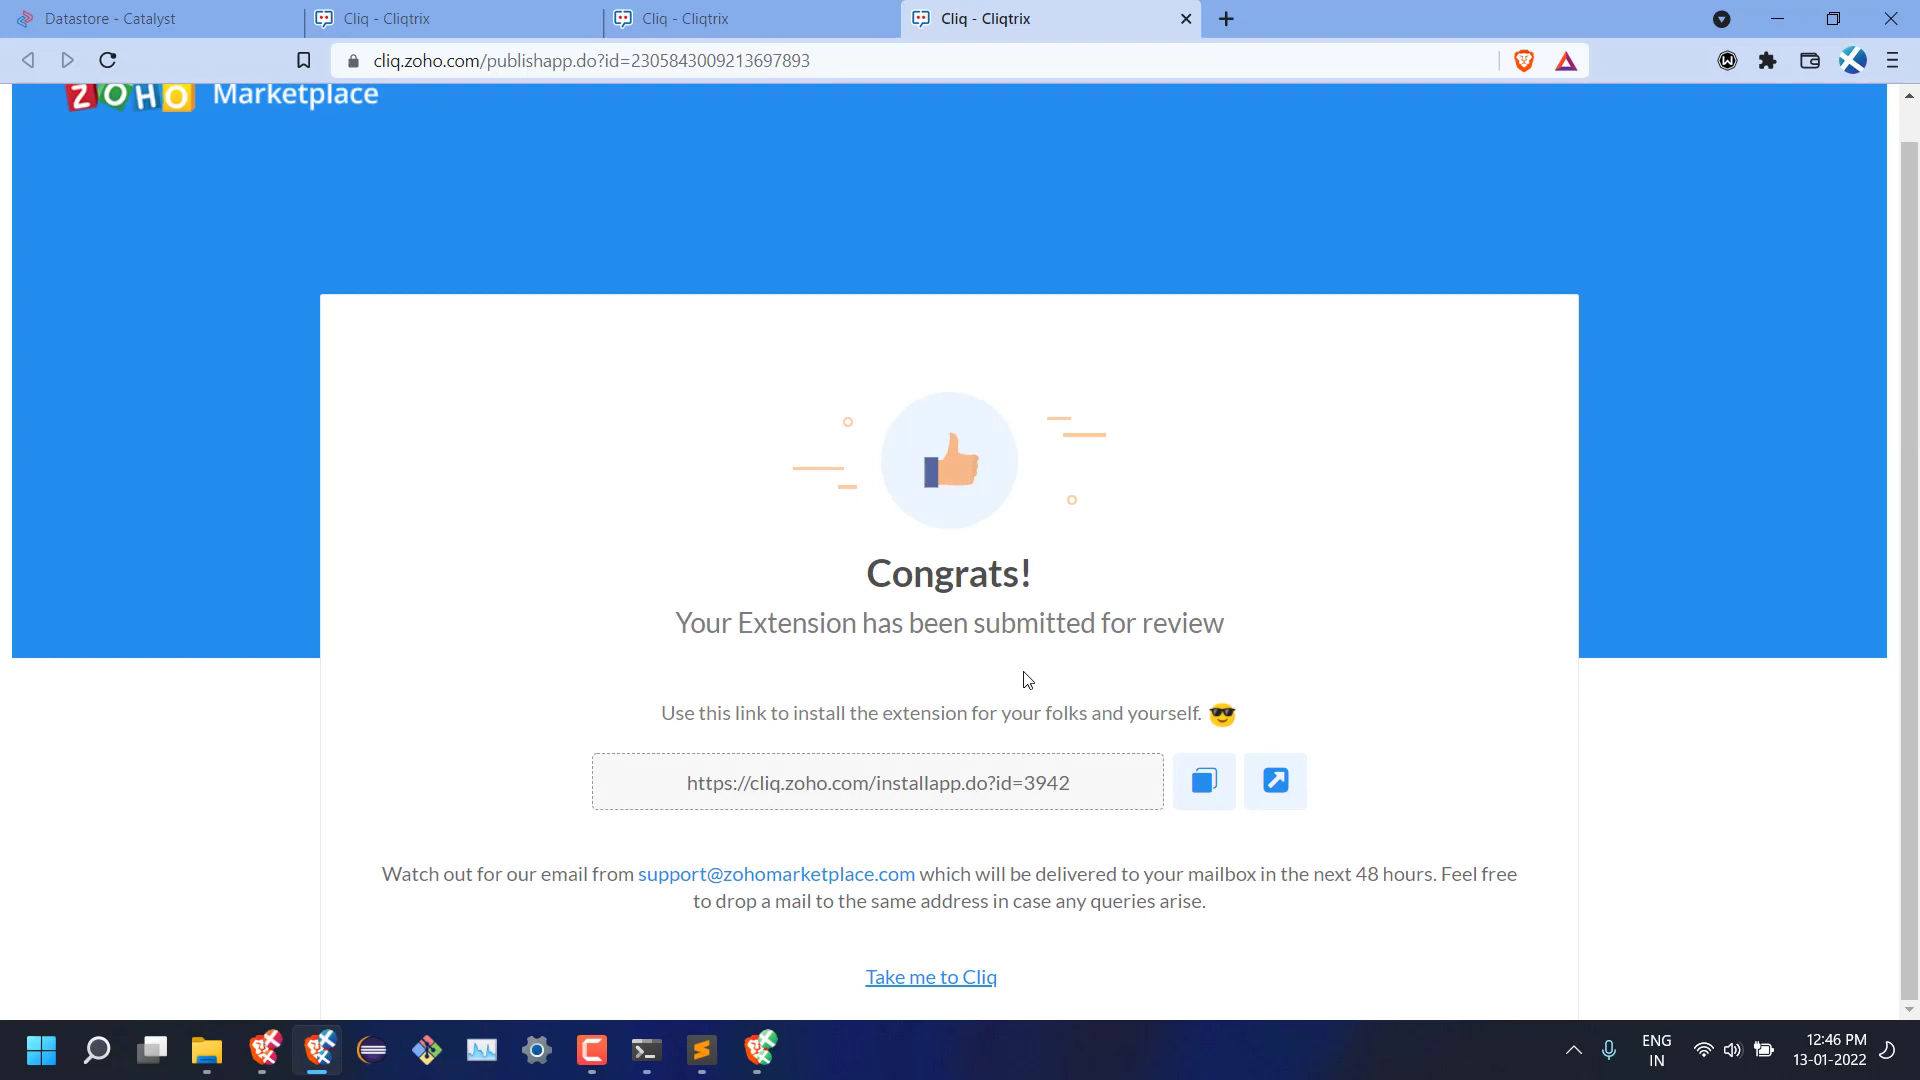 Datastore - Catalyst
Cliq - Cliqtrix
Cliq - Cliqtrix
Cliq - Cliqtrix
cliq.zoho.com/publishapp.do?id=2305843009213697893
ZOHO Marketplace
Congrats!
Your Extension has been submitted for review
Use this link to install the extension for your folks and yourself. 😎
https://cliq.zoho.com/installapp.do?id=3942
Watch out for our email from support@zohomarketplace.com which will be delivered to your mailbox in the next 48 hours. Feel free
to drop a mail to the same address in case any queries arise.
Take me to Cliq
ENG
IN
12:46 PM
13-01-2022